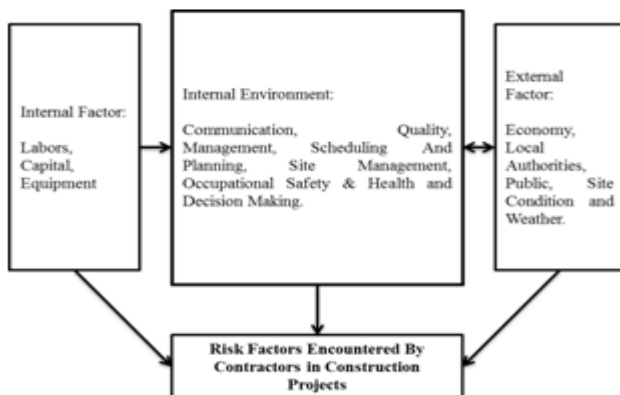 Internal Factor:
Labors,
Capital,
Equipment
Internal Environment:
Communication, Quality,
Management, Scheduling And
Planning, Site Management,
Occupational Safety & Health and
Decision Making.
External
Factor:
Economy,
Local
Authorities,
Public, Site
Condition and
Weather.
Risk Factors Encountered By
Contractors in Construction
Projects